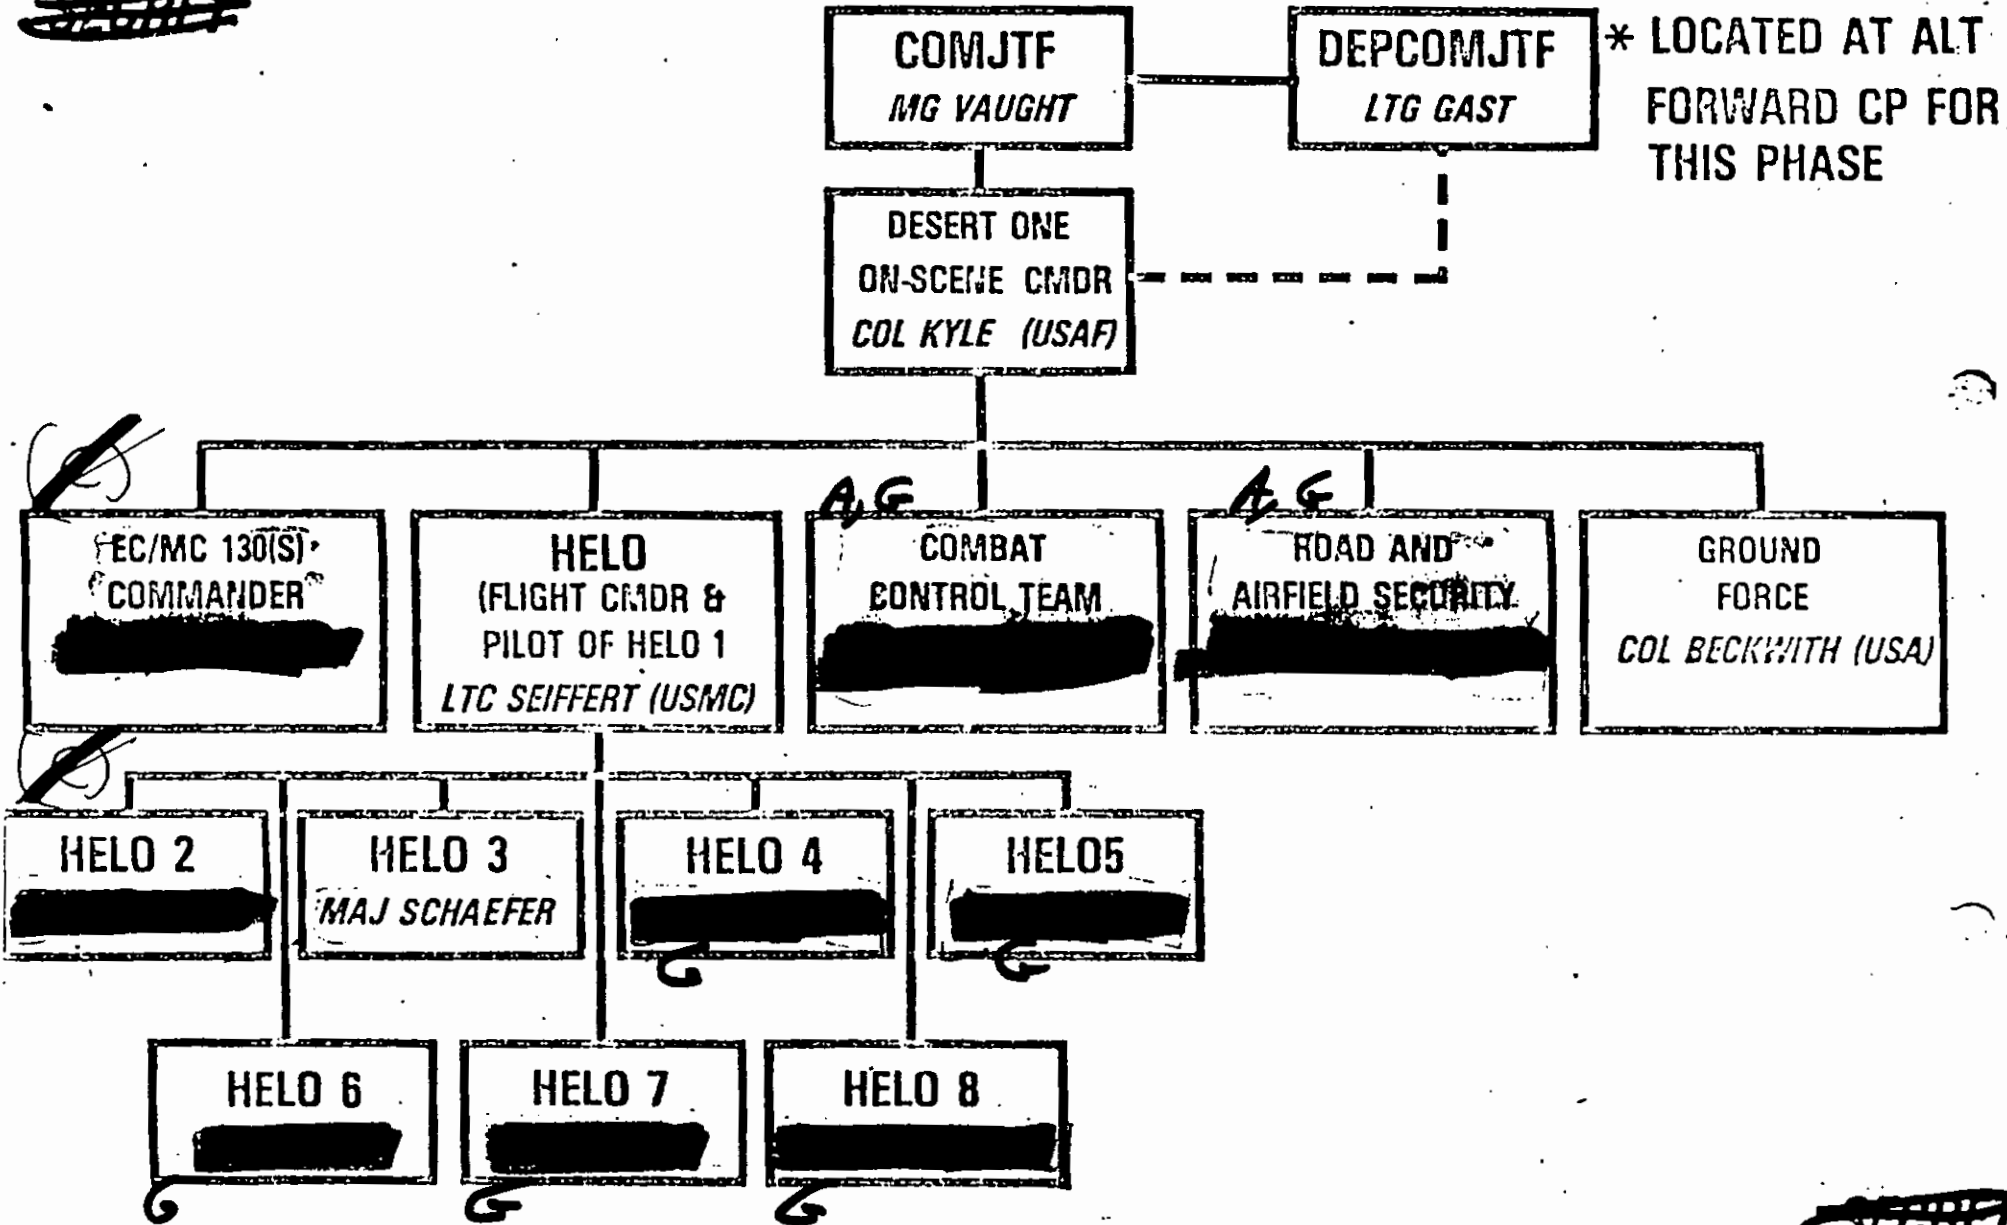 COMJTF
MG VAUGHT
DEPCOMJTF
LTG GAST
* LOCATED AT ALT
FORWARD CP FOR
THIS PHASE
DESERT ONE
ON-SCENE CMDR
COL KYLE (USAF)
A, G
A, G
EC/MC 130(S)
COMMANDER
HELO
(FLIGHT CMDR &
PILOT OF HELO 1
LTC SEIFFERT (USMC)
COMBAT
CONTROL TEAM
ROAD AND
AIRFIELD SECURITY
GROUND
FORCE
COL BECKWITH (USA)
HELO 2
HELO 3
MAJ SCHAEFER
HELO 4
G
HELO5
G
HELO 6
G
HELO 7
G
HELO 8
G